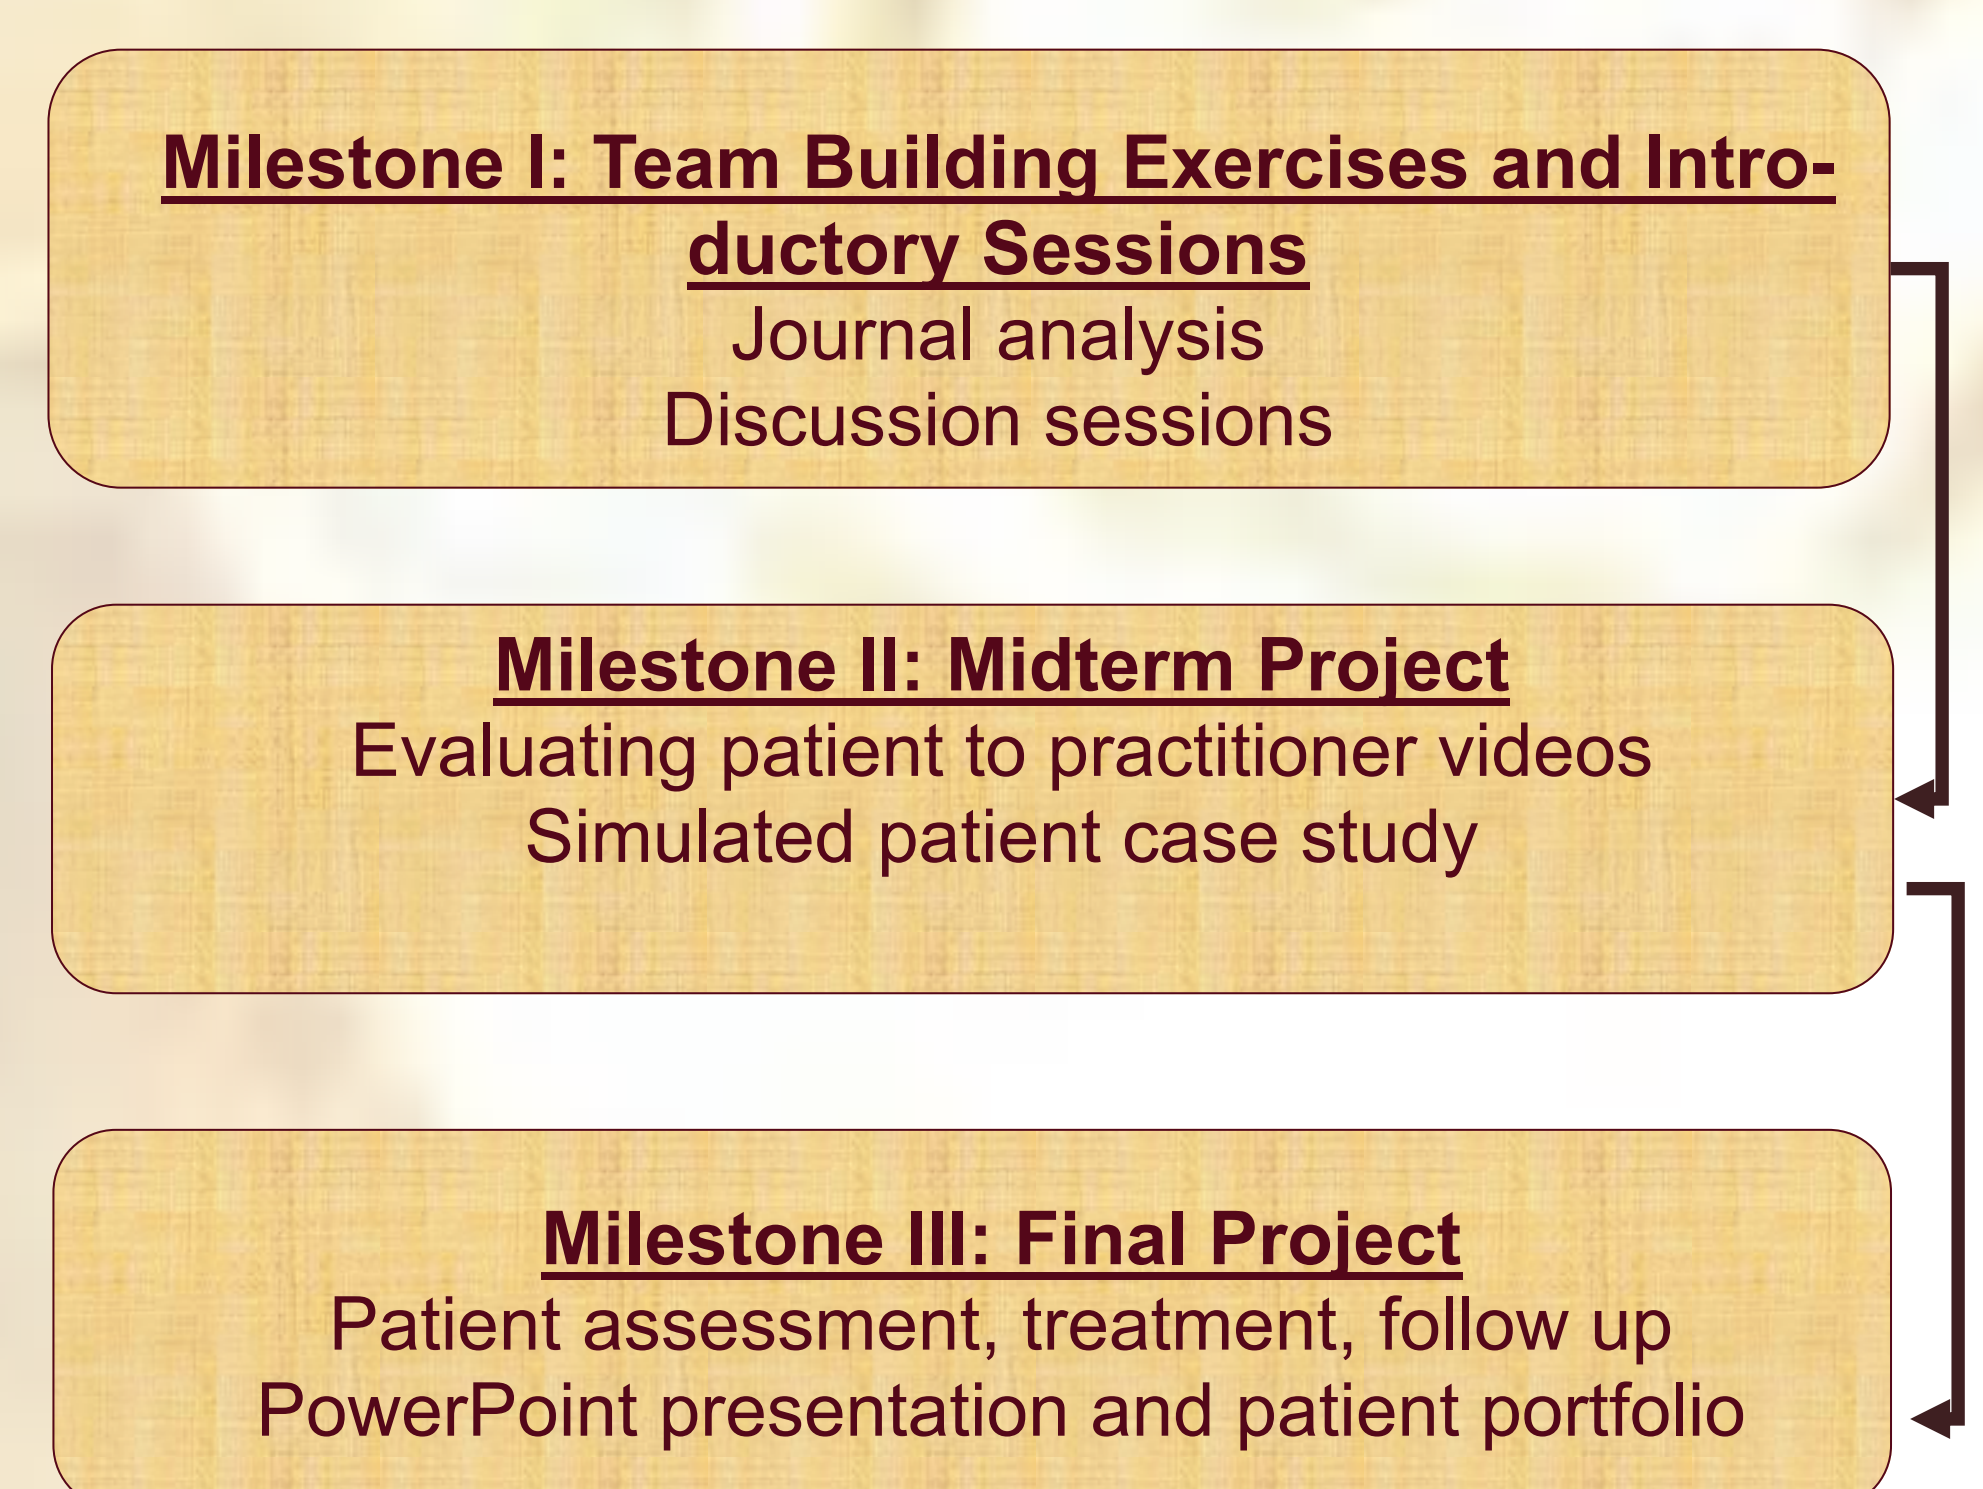 Milestone I: Team Building Exercises and Intro-
ductory Sessions
Journal analysis
Discussion sessions
Milestone II: Midterm Project
Evaluating patient to practitioner videos
Simulated patient case study
Milestone III: Final Project
Patient assessment, treatment, follow up
PowerPoint presentation and patient portfolio